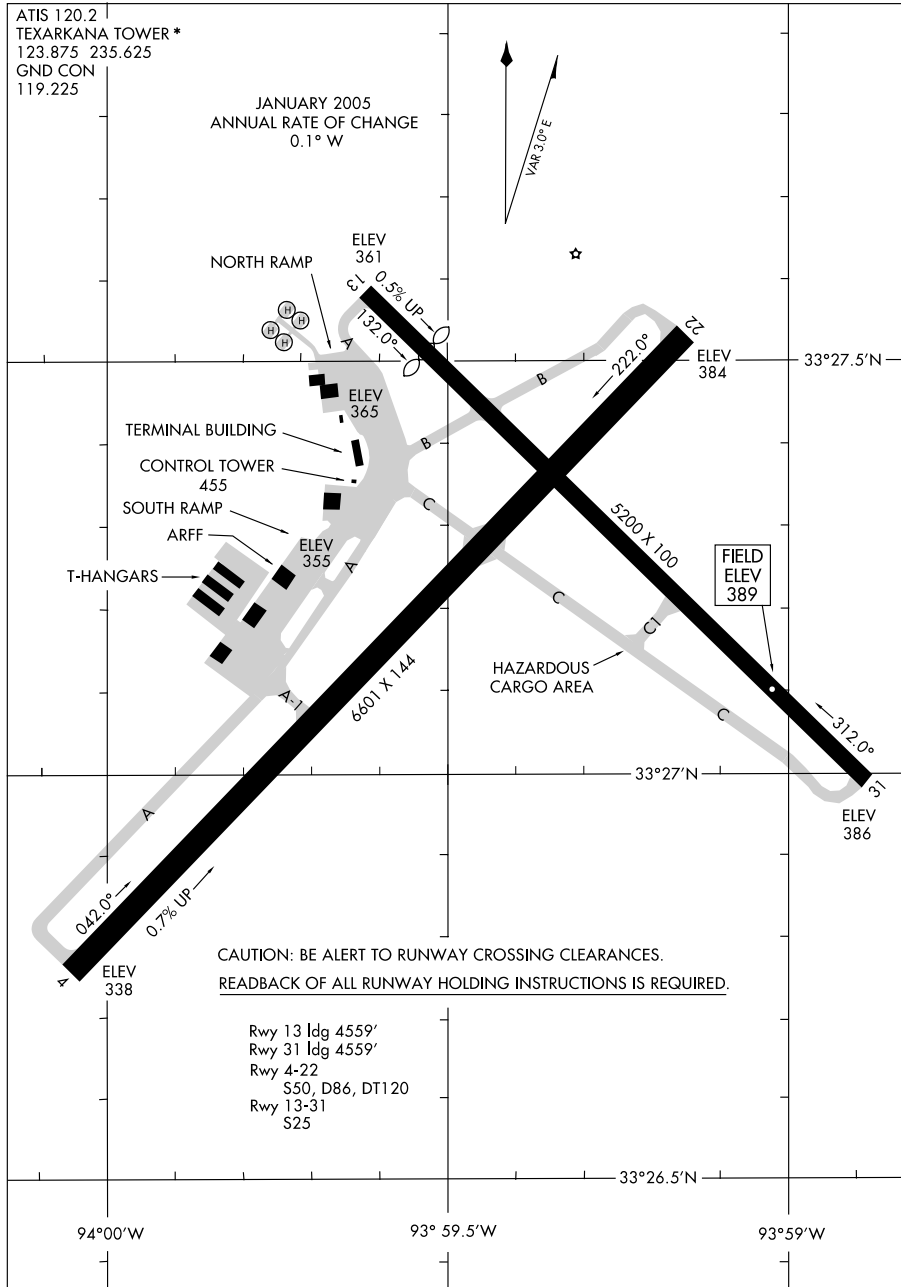 ATIS 120.2
TEXARKANA TOWER *
123.875 235.625
GND CON
119.225
JANUARY 2005
ANNUAL RATE OF CHANGE
0.1° W
VAR 3.0° E
ELEV
361
NORTH RAMP
13
0.5% UP
132.0°
H
H
H
H
A
22
222.0°
ELEV
384
33°27.5'N
B
ELEV
365
TERMINAL BUILDING
B
CONTROL TOWER
455
C
SOUTH RAMP
5200 X 100
ARFF
ELEV
355
A
T-HANGARS
FIELD
ELEV
389
C
C1
HAZARDOUS
CARGO AREA
6601 X 144
A-1
C
312.0°
33°27'N
31
ELEV
386
A
042.0°
0.7% UP
4
ELEV
338
CAUTION: BE ALERT TO RUNWAY CROSSING CLEARANCES.
READBACK OF ALL RUNWAY HOLDING INSTRUCTIONS IS REQUIRED.
Rwy 13 ldg 4559'
Rwy 31 ldg 4559'
Rwy 4-22
S50, D86, DT120
Rwy 13-31
S25
33°26.5'N
94°00'W
93° 59.5'W
93°59'W